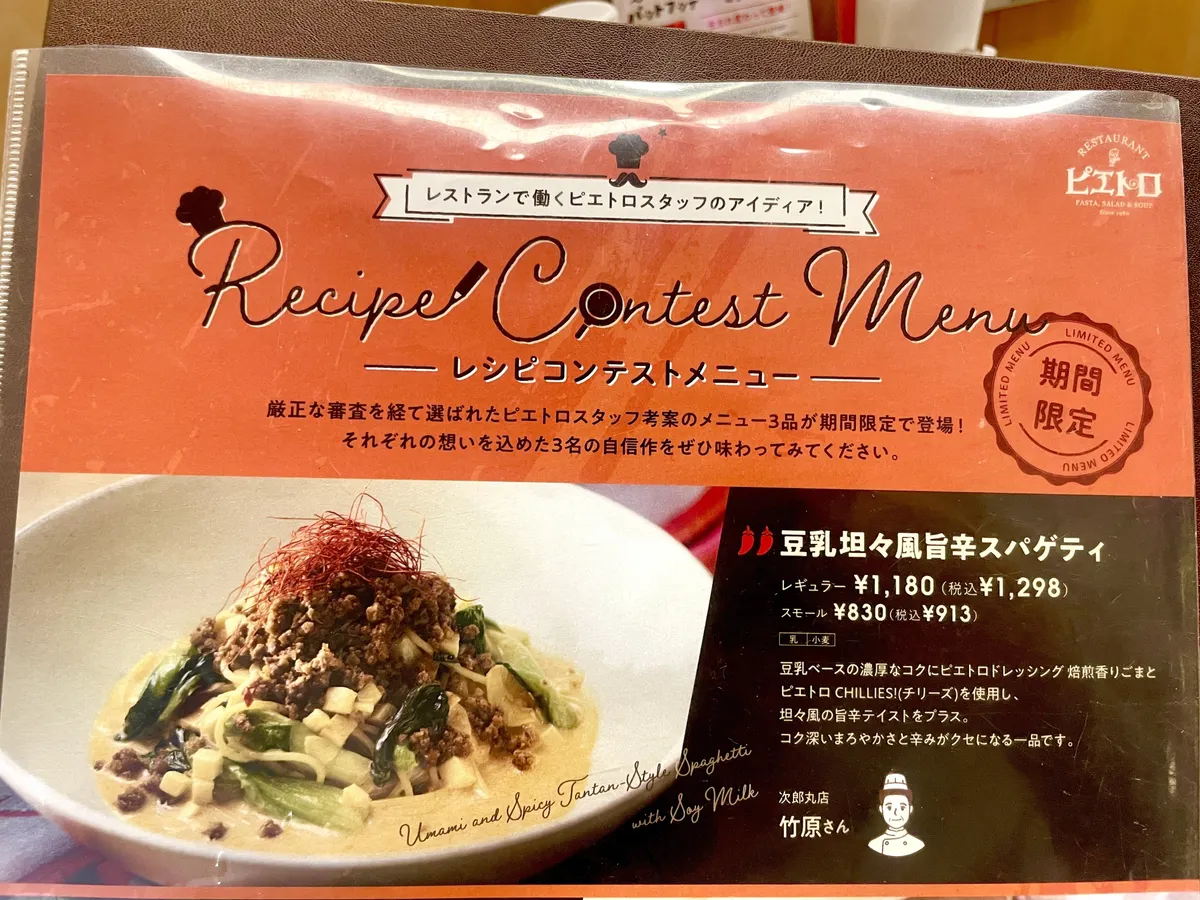 レストランで働くピエトロスタッフのアイディア!
RESTAURANT
ピエトロ
PASTA, SALAD & SOUP
Since 1980
Recipe Contest Menu
レシピコンテストメニュー
厳正な審査を経て選ばれたピエトロスタッフ考案のメニュー3品が期間限定で登場!
それぞれの想いを込めた3名の自信作をぜひ味わってみてください。
LIMITED MENU
LIMITED MENU
LIMITED MENU
期間
限定
豆乳坦々風旨辛スパゲティ
レギュラー ¥1,180(税込¥1,298)
スモール ¥830(税込¥913)
乳 小麦
豆乳ベースの濃厚なコクにピエトロドレッシング 焙煎香りごまと
ピエトロ CHILLIES!(チリーズ)を使用し、
坦々風の旨辛テイストをプラス。
コク深いまろやかさと辛みがクセになる一品です。
Umami and Spicy Tantan-Style Spaghetti
with Soy Milk
次郎丸店
竹原さん